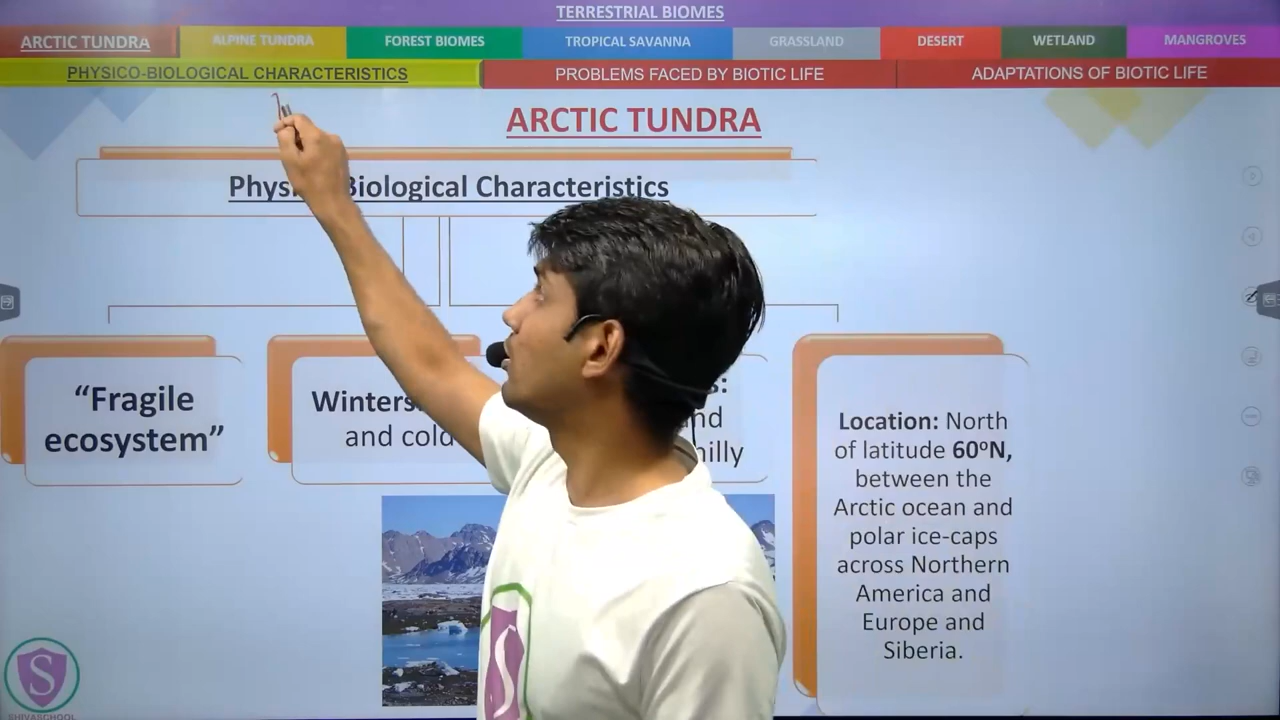 TERRESTRIAL BIOMES
ARCTIC TUNDRA ALPINE TUNDRA FOREST BIOMES TROPICAL SAVANNA GRASSLAND DESERT WETLAND MANGROVES
PHYSICO-BIOLOGICAL CHARACTERISTICS PROBLEMS FACED BY BIOTIC LIFE ADAPTATIONS OF BIOTIC LIFE
ARCTIC TUNDRA
Biological Characteristics
“Fragile
ecosystem”
Winters
and cold
Location: North
of latitude 60ºN,
between the
Arctic ocean and
polar ice-caps
across Northern
America and
Europe and
Siberia.
S
SHIVASCHOOL